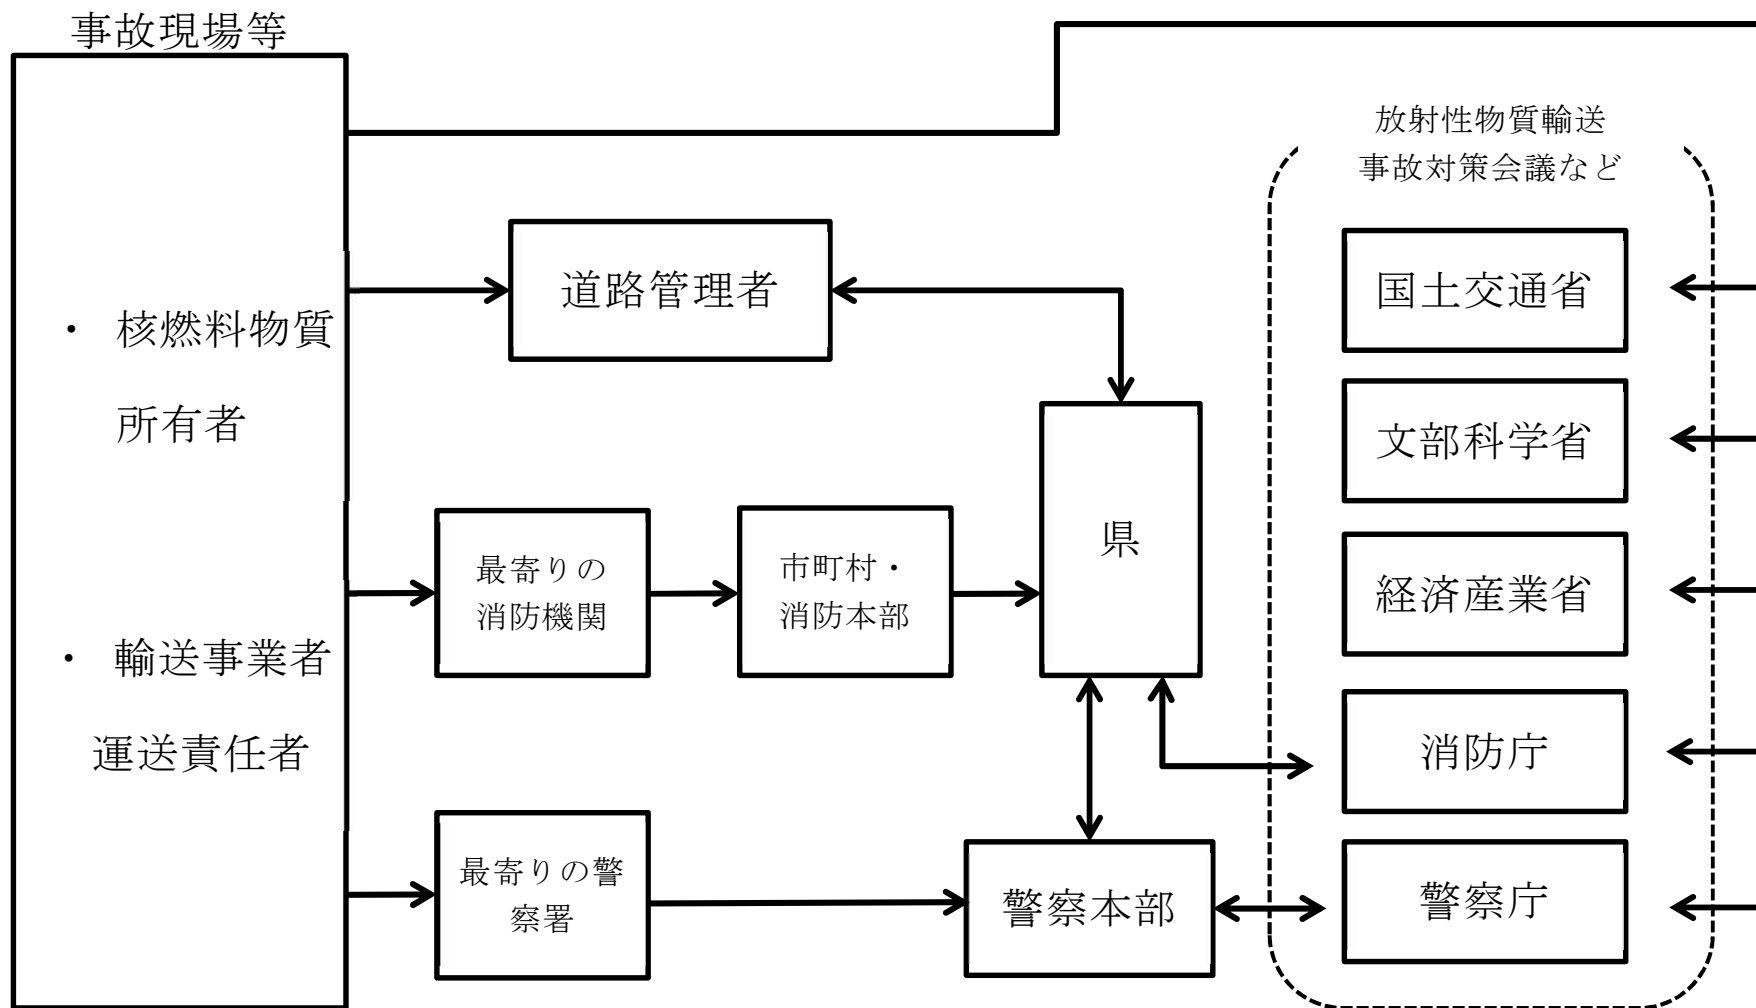 事故現場等
・ 核燃料物質
所有者
・ 輸送事業者
運送責任者
道路管理者
最寄りの
消防機関
市町村・
消防本部
県
最寄りの警
察署
警察本部
放射性物質輸送
事故対策会議など
国土交通省
文部科学省
経済産業省
消防庁
警察庁